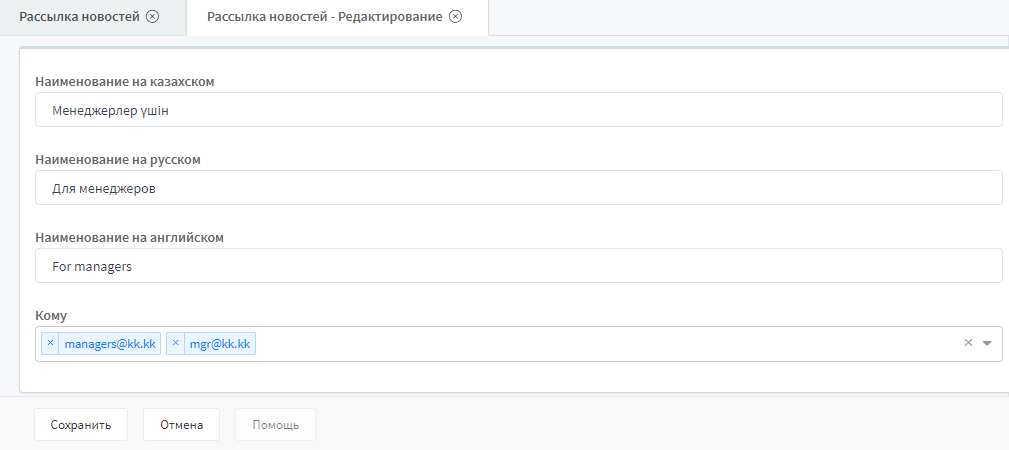 Рассылка новостей Рассылка новостей - Редактирование
Наименование на казахском
Менеджерлер үшін
Наименование на русском
Для менеджеров
Наименование на английском
For managers
Кому
× managers@kk.kk × mgr@kk.kk ×
Сохранить Отмена Помощь